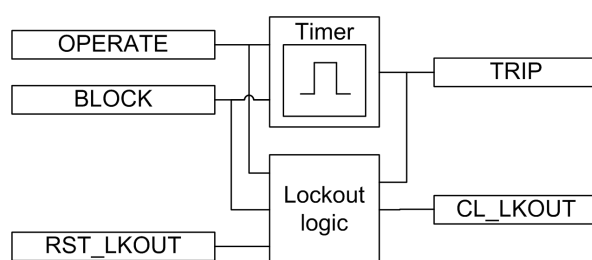 OPERATE
Timer
BLOCK
TRIP
Lockout
logic
CL_LKOUT
RST_LKOUT